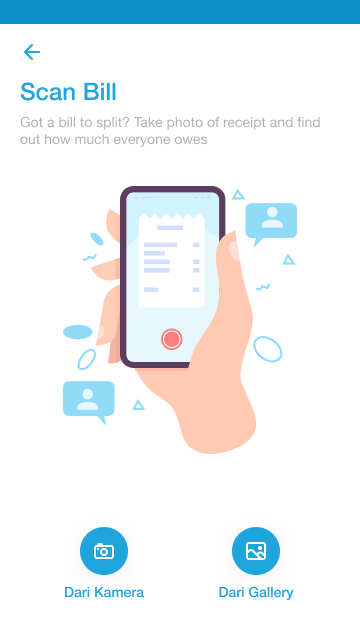 Scan Bill
Got a bill to split? Take photo of receipt and find
out how much everyone owes
Dari Kamera
Dari Gallery